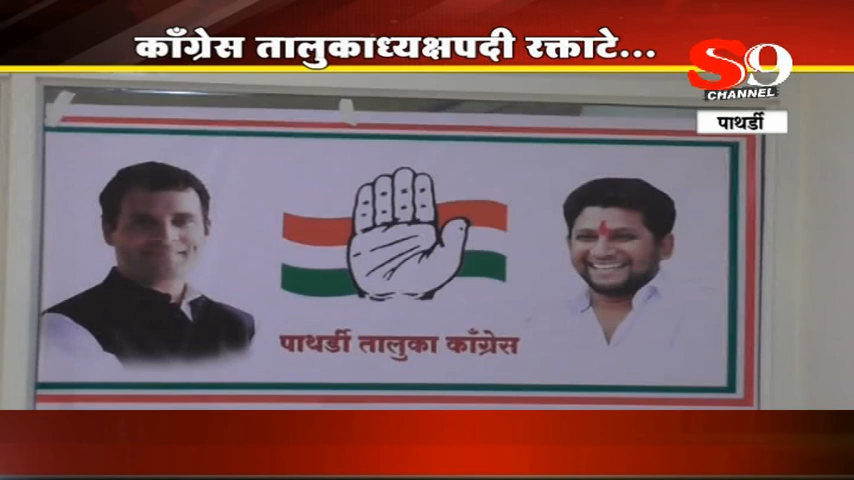 काँग्रेस तालुकाध्यक्षपदी रक्ताटे...
S9
CHANNEL
पाथर्डी
पाथर्डी तालुका काँग्रेस